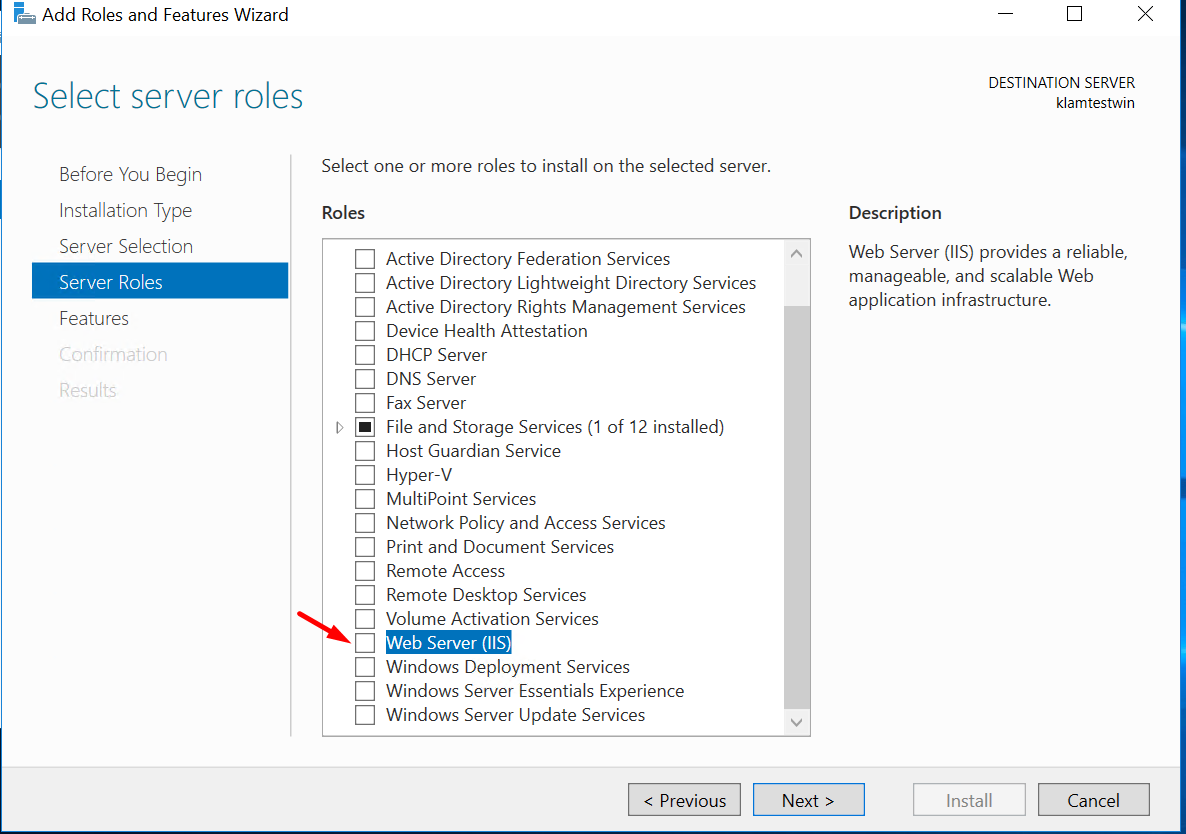 Add Roles and Features Wizard
Select server roles
DESTINATION SERVER
klamtestwin
Before You Begin
Installation Type
Server Selection
Server Roles
Features
Confirmation
Results
Select one or more roles to install on the selected server.
Roles
Active Directory Federation Services
Active Directory Lightweight Directory Services
Active Directory Rights Management Services
Device Health Attestation
DHCP Server
DNS Server
Fax Server
File and Storage Services (1 of 12 installed)
Host Guardian Service
Hyper-V
MultiPoint Services
Network Policy and Access Services
Print and Document Services
Remote Access
Remote Desktop Services
Volume Activation Services
Web Server (IIS)
Windows Deployment Services
Windows Server Essentials Experience
Windows Server Update Services
Description
Web Server (IIS) provides a reliable,
manageable, and scalable Web
application infrastructure.
< Previous
Next >
Install
Cancel